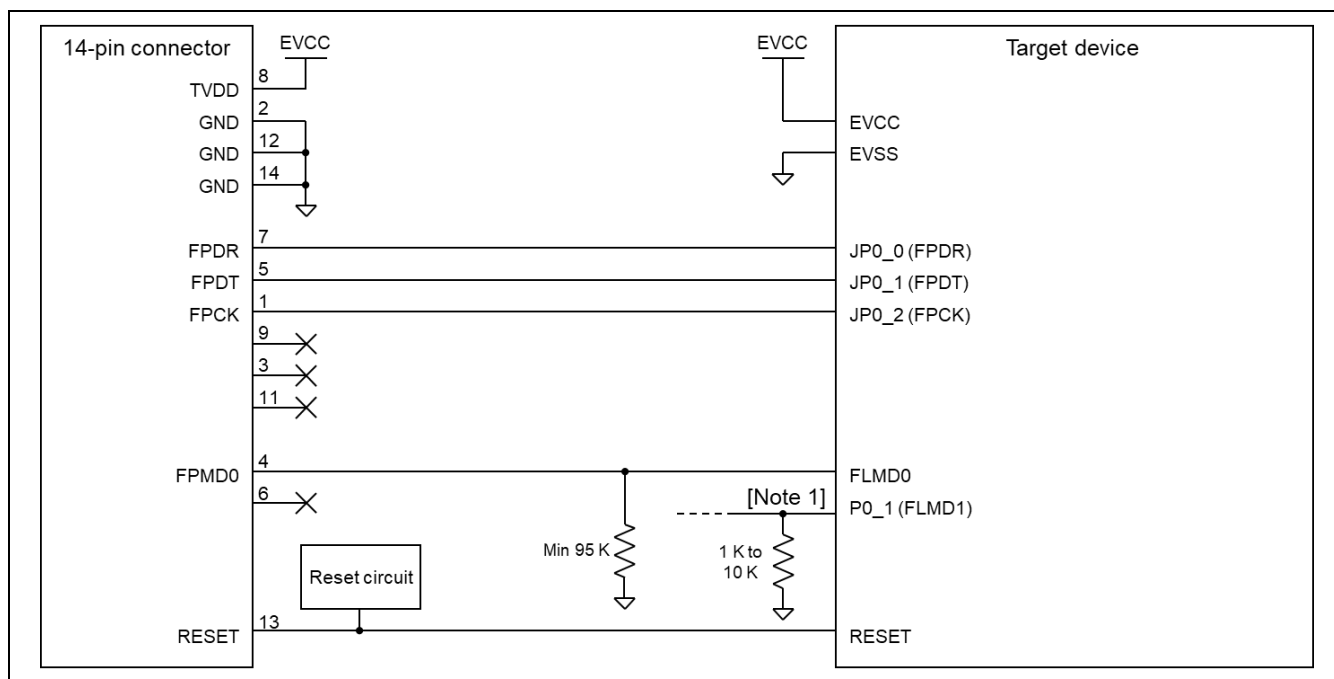 14-pin connector
EVCC
EVCC
Target device
8
TVDD
2
GND
EVCC
12
GND
EVSS
14
GND
7
FPDR
JP0_0 (FPDR)
5
FPDT
JP0_1 (FPDT)
1
FPCK
JP0_2 (FPCK)
9
3
11
4
FPMD0
FLMD0
6
[Note 1]
P0_1 (FLMD1)
Min 95 K
1 K to
10 K
Reset circuit
13
RESET
RESET